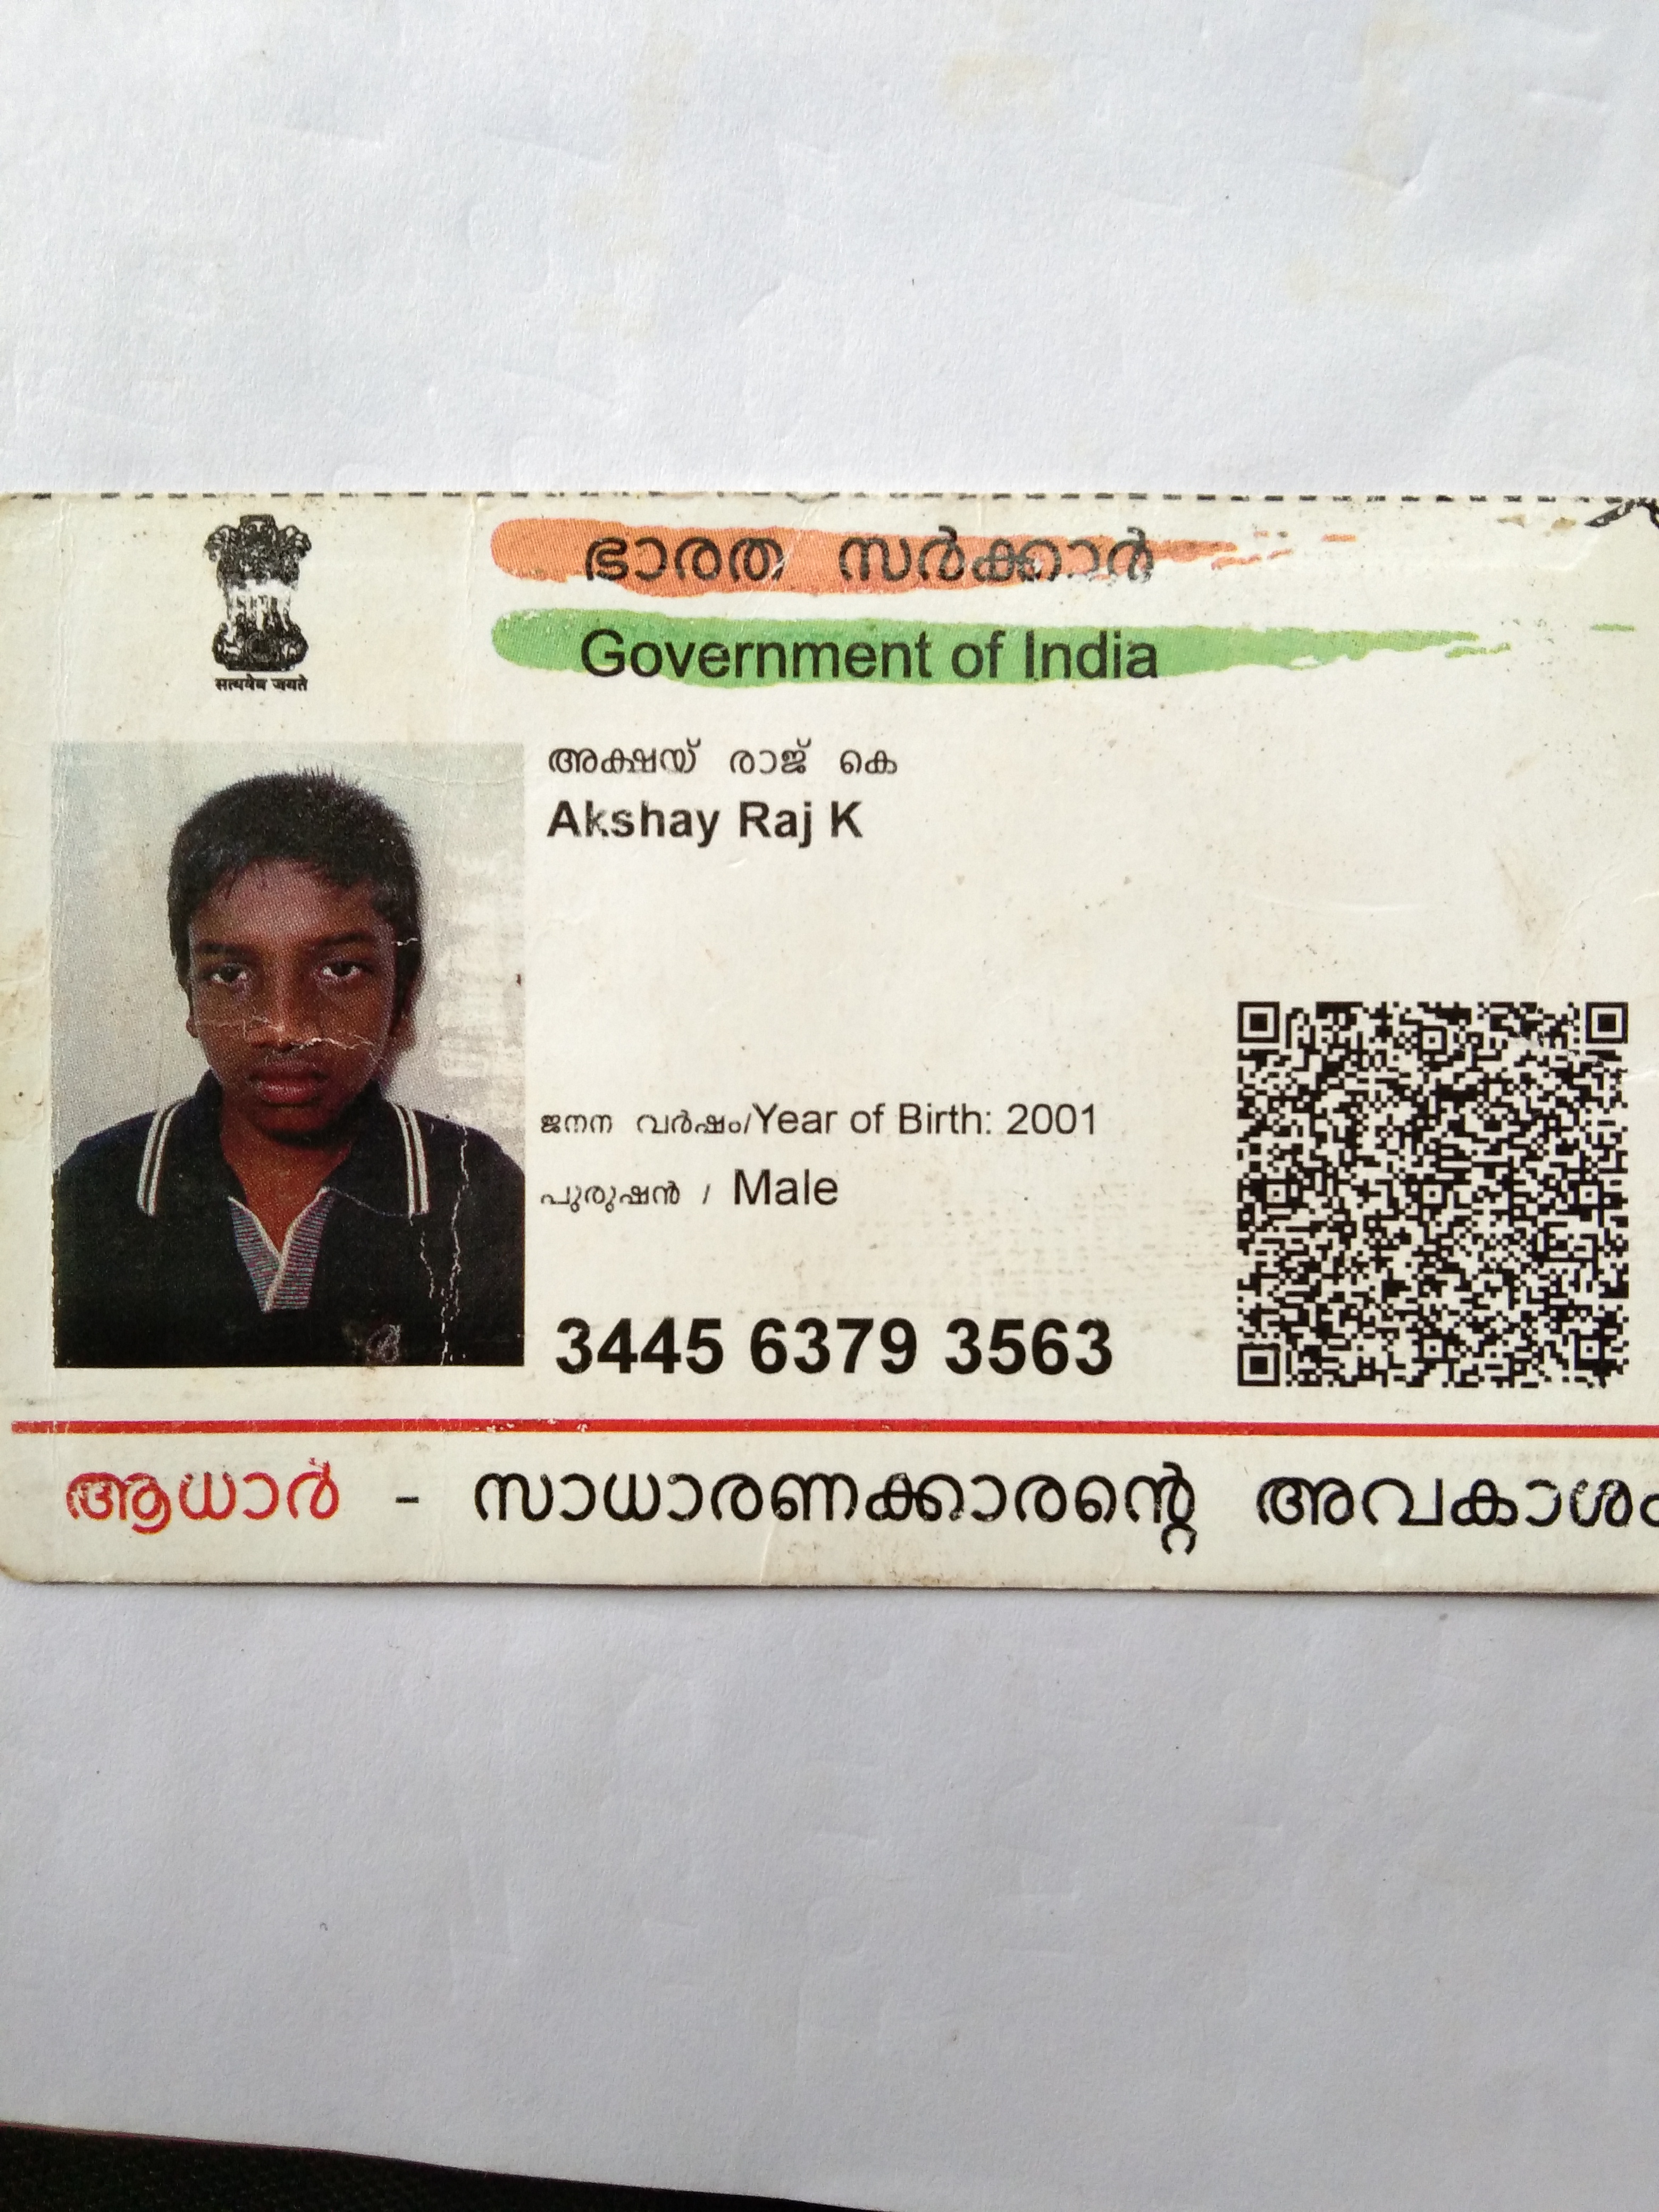 ഭാരത സർക്കാർ
Government of India
सत्यमेव जयते
അക്ഷയ് രാജ് കെ
Akshay Raj K
ജനന വർഷം/Year of Birth: 2001
പുരുഷൻ / Male
3445 6379 3563
ആധാർ - സാധാരണക്കാരന്റെ അവകാശം